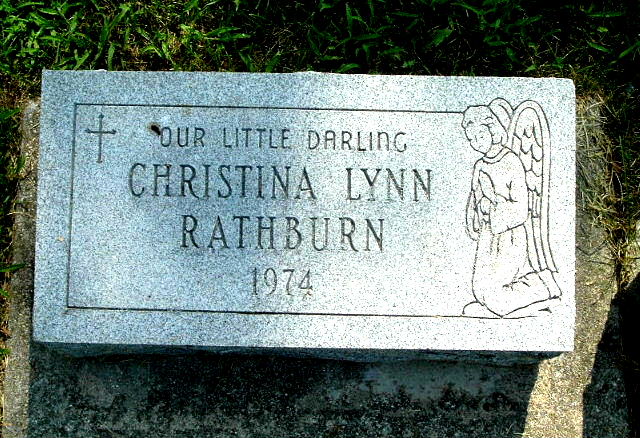 OUR LITTLE DARLING
CHRISTINA LYNN
RATHBURN
1974